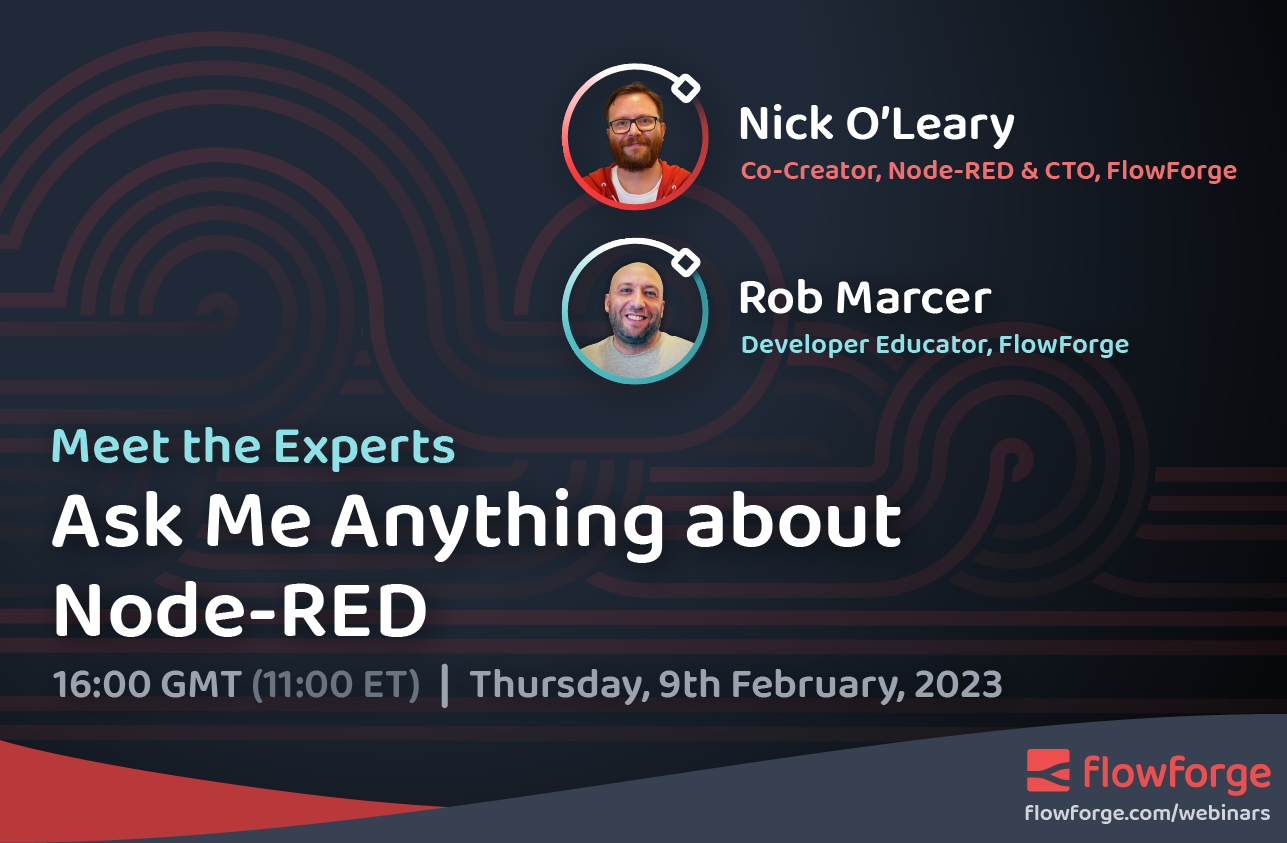 Nick O'Leary
Co-Creator, Node-RED & CTO, FlowForge
Rob Marcer
Developer Educator, FlowForge
Meet the Experts
Ask Me Anything about
Node-RED
16:00 GMT (11:00 ET) | Thursday, 9th February, 2023
flowforge
flowforge.com/webinars